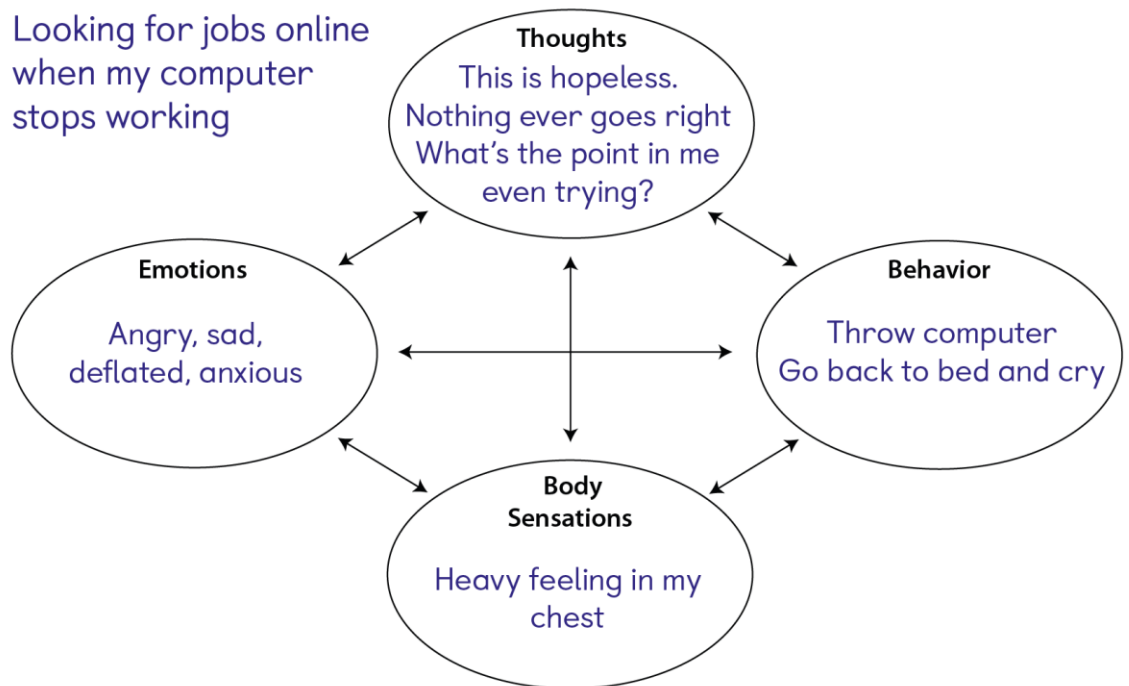 Looking for jobs online
when my computer
stops working
Thoughts
This is hopeless.
Nothing ever goes right
What's the point in me
even trying?
Emotions
Angry, sad,
deflated, anxious
Behavior
Throw computer
Go back to bed and cry
Body
Sensations
Heavy feeling in my
chest